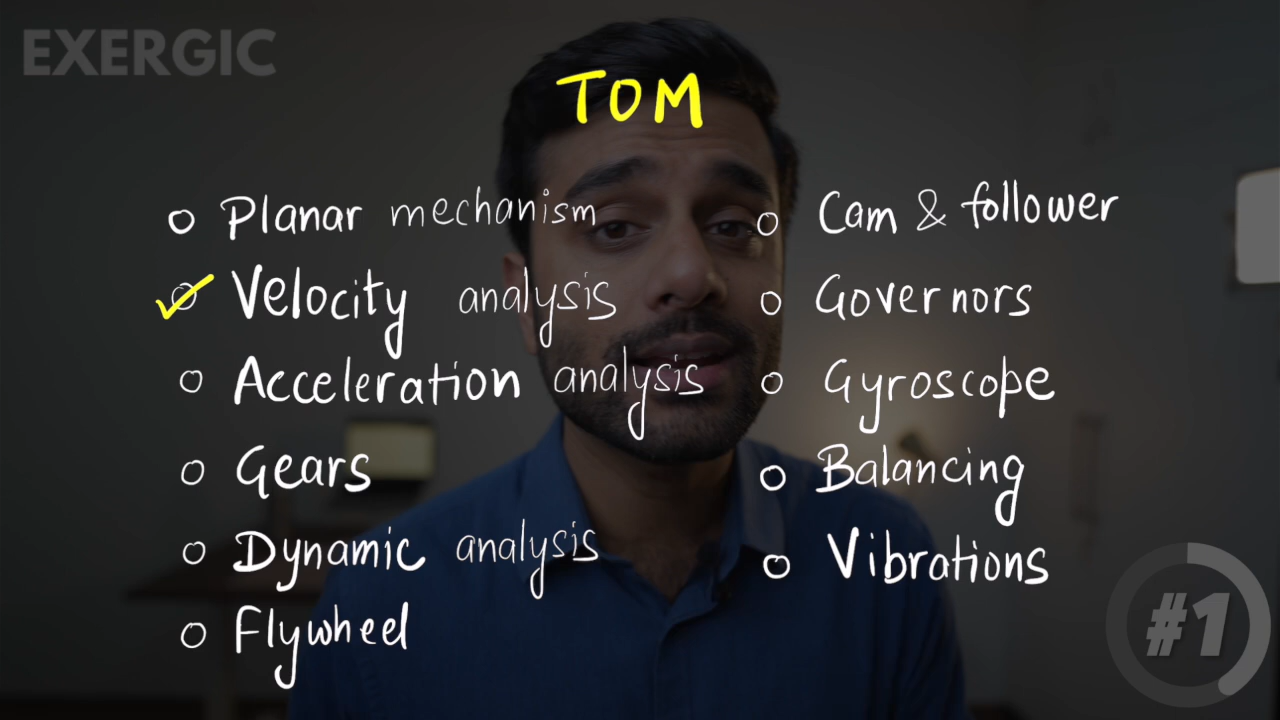 EXERGIC
TOM
Planar mechanism
Velocity analysis
Acceleration analysis
Gears
Dynamic analysis
Flywheel
Cam & follower
Governors
Gyroscope
Balancing
Vibrations
#1